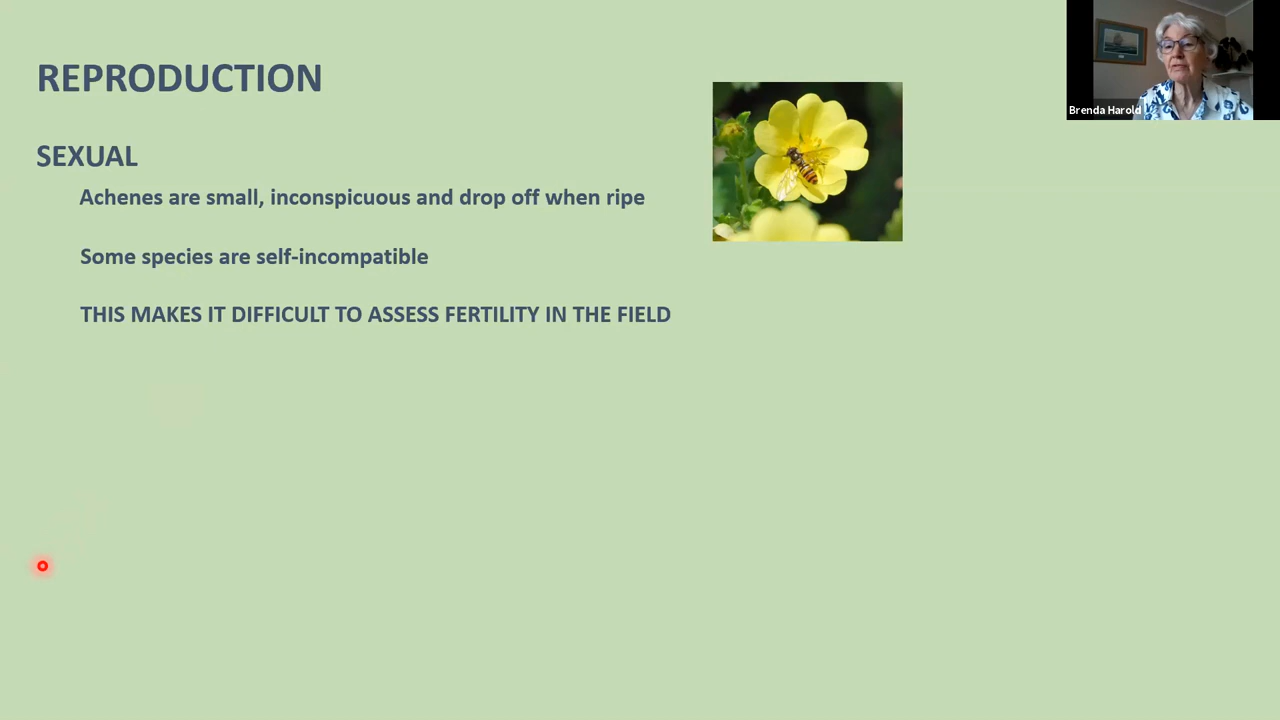 REPRODUCTION
SEXUAL
Achenes are small, inconspicuous and drop off when ripe
Some species are self-incompatible
THIS MAKES IT DIFFICULT TO ASSESS FERTILITY IN THE FIELD
Brenda Harold